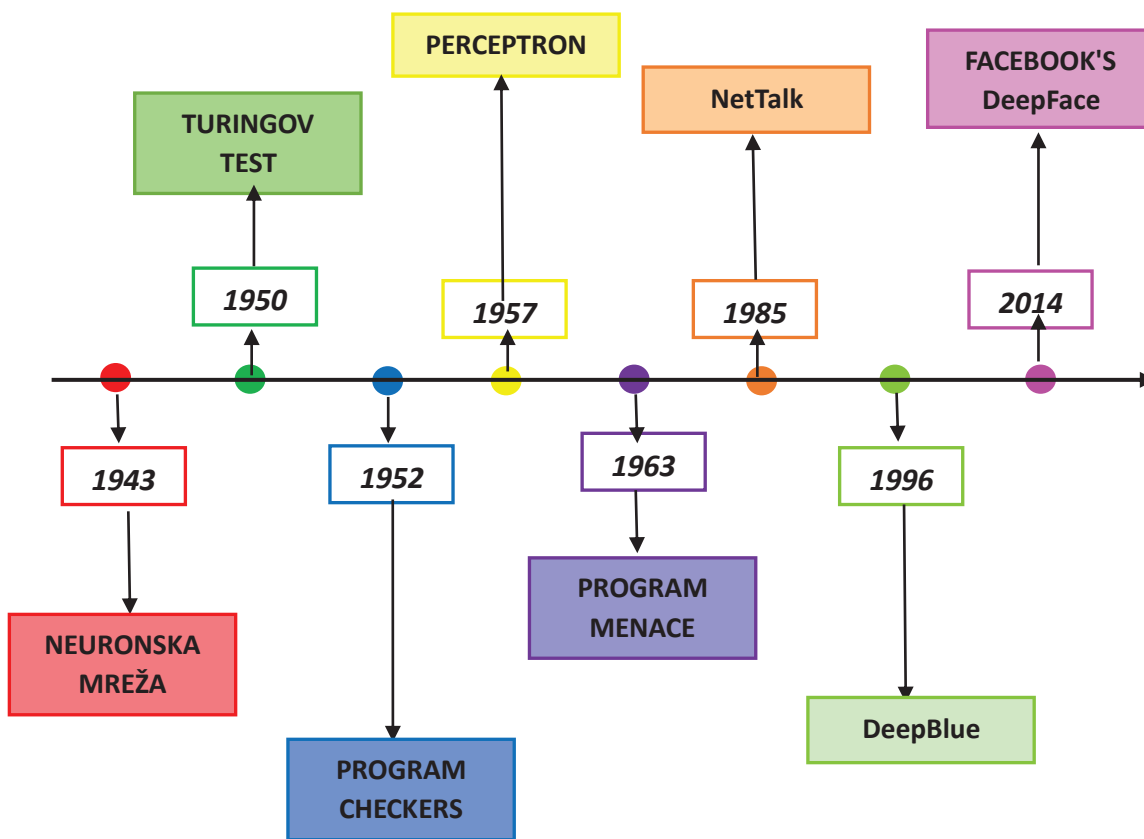 PERCEPTRON
FACEBOOK'S
DeepFace
NetTalk
TURINGOV
TEST
1950
1957
1985
2014
1943
1952
1963
1996
PROGRAM
MENACE
NEURONSKA
MREŽA
DeepBlue
PROGRAM
CHECKERS